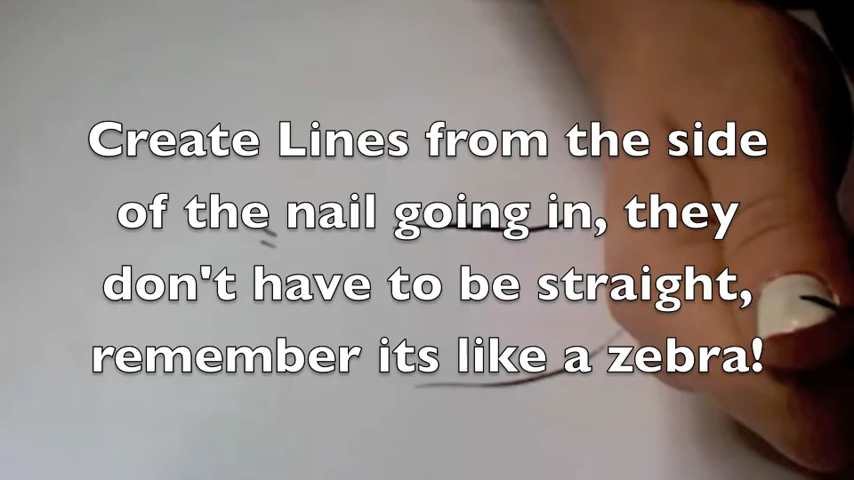 Create Lines from the side
of the nail going in, they
don't have to be straight,
remember its like a zebra!